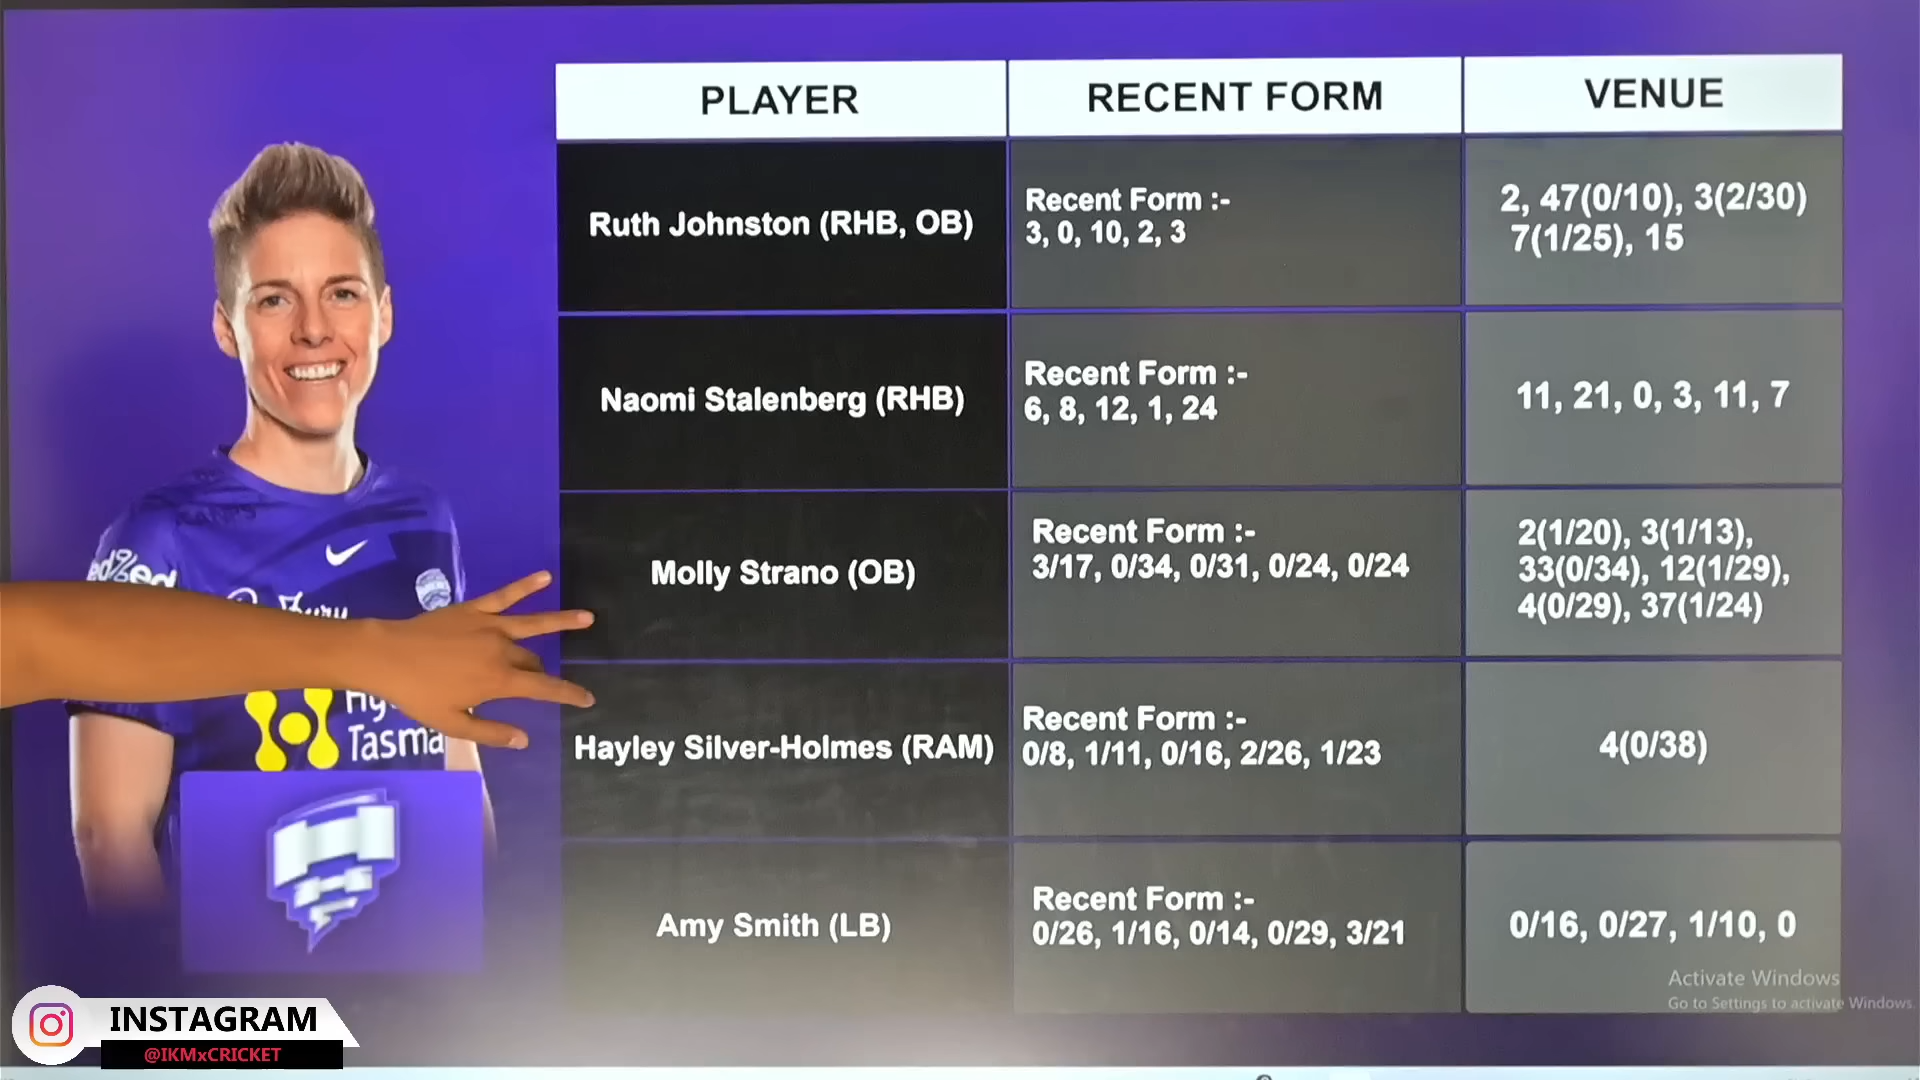 PLAYER
RECENT FORM
VENUE
Ruth Johnston (RHB, OB)
Recent Form :-
3, 0, 10, 2, 3
2, 47(0/10), 3(2/30)
7(1/25), 15
Naomi Stalenberg (RHB)
Recent Form :-
6, 8, 12, 1, 24
11, 21, 0, 3, 11, 7
Molly Strano (OB)
Recent Form :-
3/17, 0/34, 0/31, 0/24, 0/24
2(1/20), 3(1/13),
33(0/34), 12(1/29),
4(0/29), 37(1/24)
Hayley Silver-Holmes (RAM)
Recent Form :-
0/8, 1/11, 0/16, 2/26, 1/23
4(0/38)
Amy Smith (LB)
Recent Form :-
0/26, 1/16, 0/14, 0/29, 3/21
0/16, 0/27, 1/10, 0
Activate Windows
Go to Settings to activate Windows.
INSTAGRAM
@IKMxCRICKET